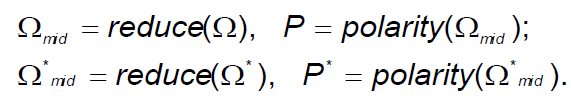 Ω_mid = reduce(Ω), P = polarity(Ω_mid);
Ω*_mid = reduce(Ω*), P* = polarity(Ω*_mid).